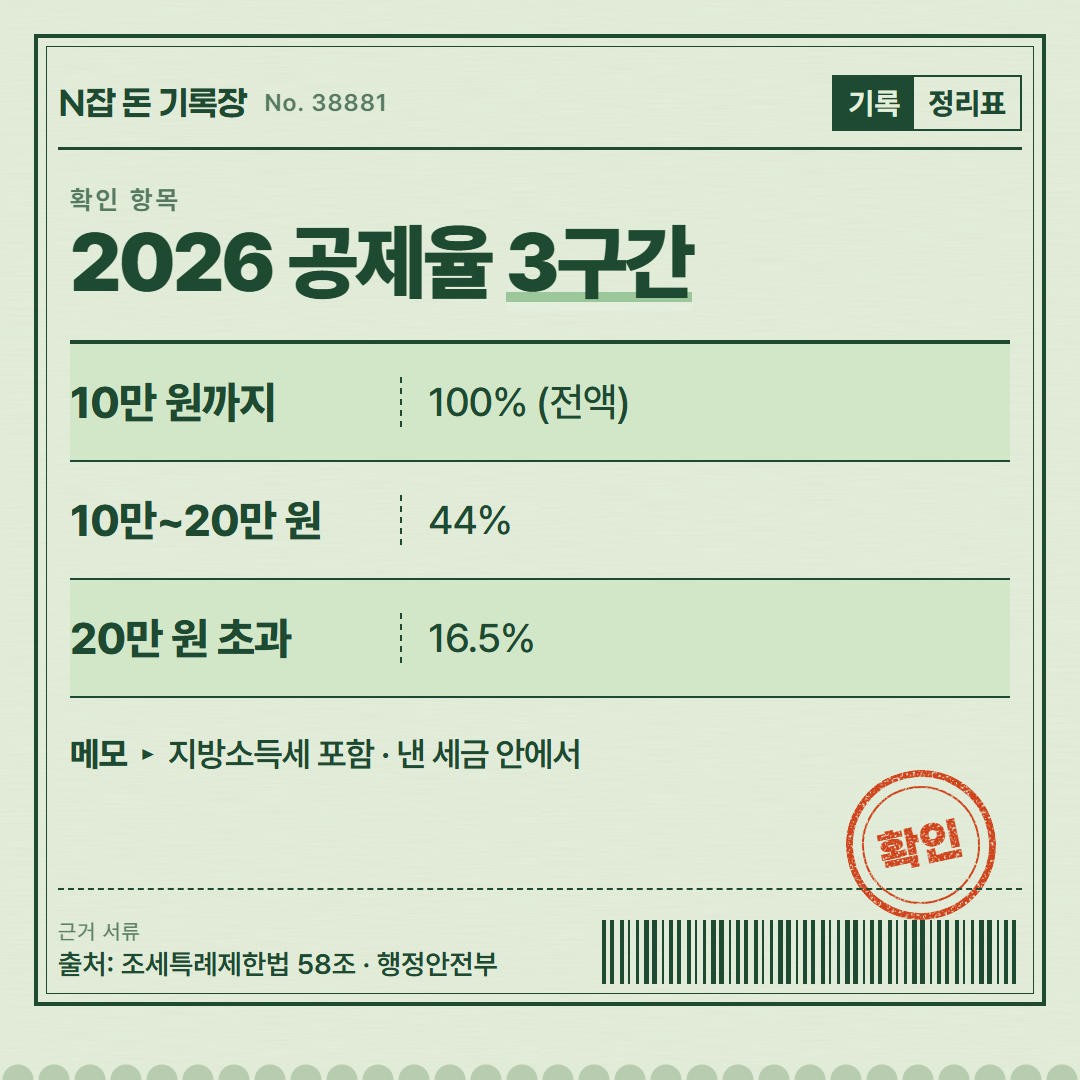 N잡 돈 기록장 No. 38881
기록 정리표
확인 항목
2026 공제율 3구간
10만 원까지 100% (전액)
10만~20만 원 44%
20만 원 초과 16.5%
메모 ▸ 지방소득세 포함 · 낸 세금 안에서
확인
근거 서류
출처: 조세특례제한법 58조 · 행정안전부